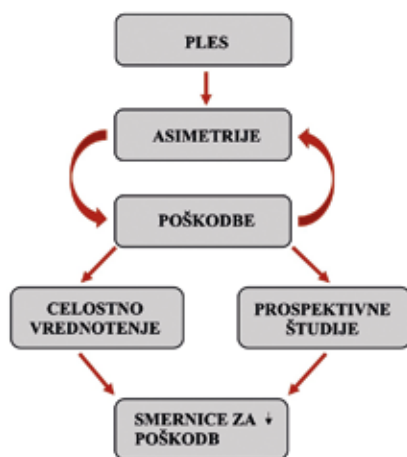 PLES
ASIMETRIJE
POŠKODBE
CELOSTNO
VREDNOTENJE
PROSPEKTIVNE
ŠTUDIJE
SMERNICE ZA ↓
POŠKODB